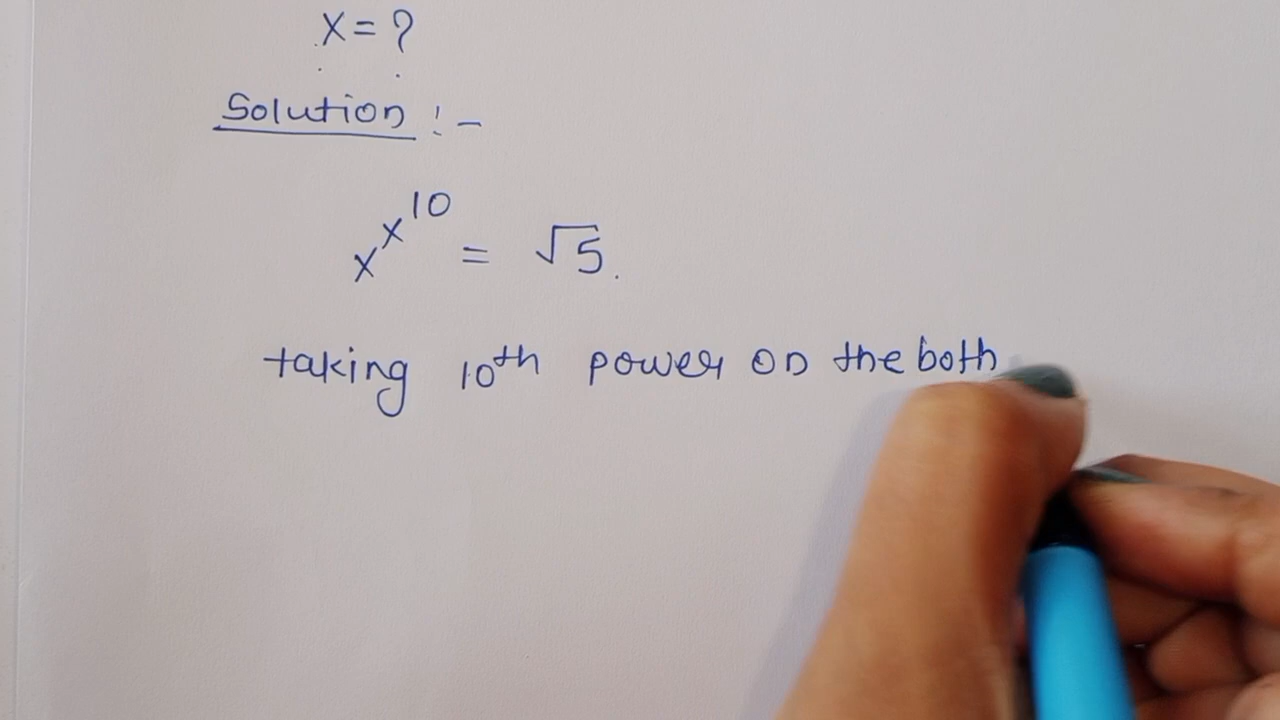 x = ?
Solution :-
x^x^10 = √5.
taking 10th power on the both